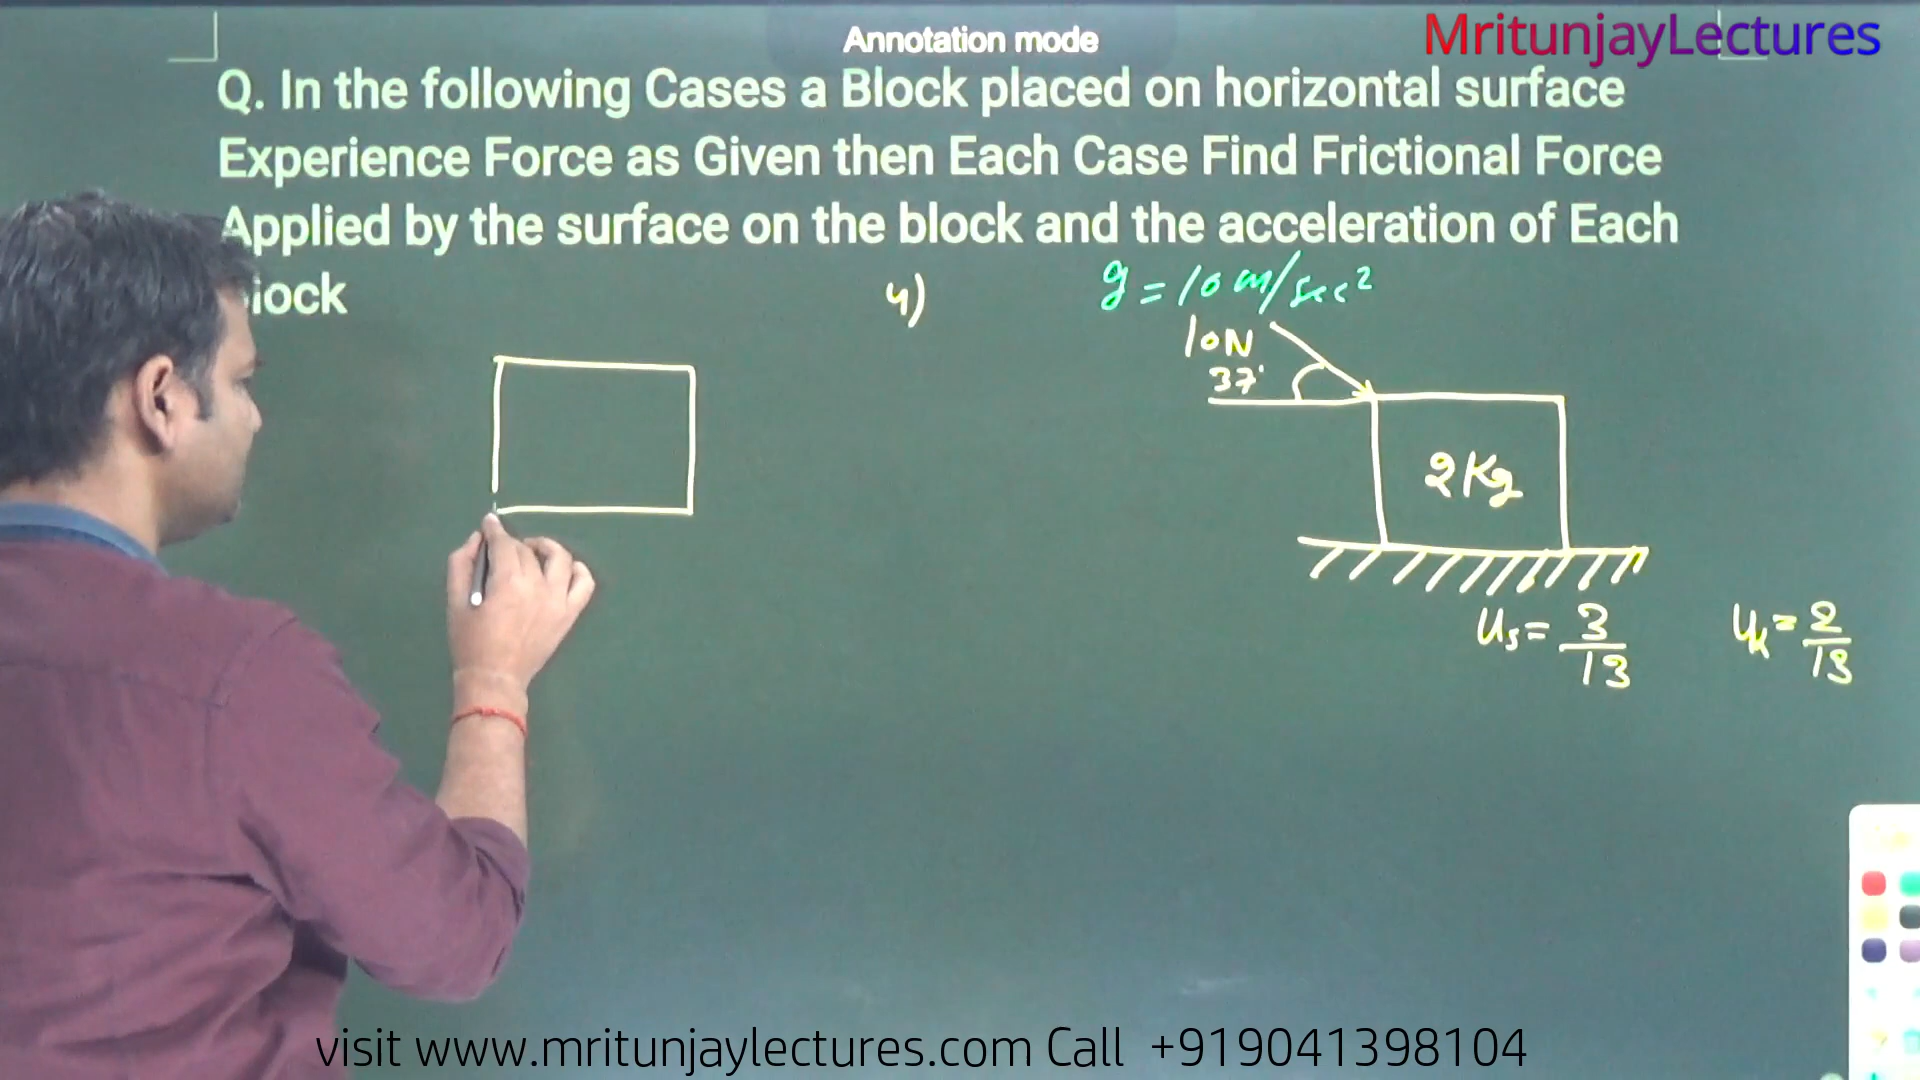 Annotation mode
MritunjayLectures
Q. In the following Cases a Block placed on horizontal surface
Experience Force as Given then Each Case Find Frictional Force
Applied by the surface on the block and the acceleration of Each
lock
4)
g = 10 m/sec²
10N
37°
2Kg
us = 3/13
uk = 2/13
visit www.mritunjaylectures.com Call +919041398104